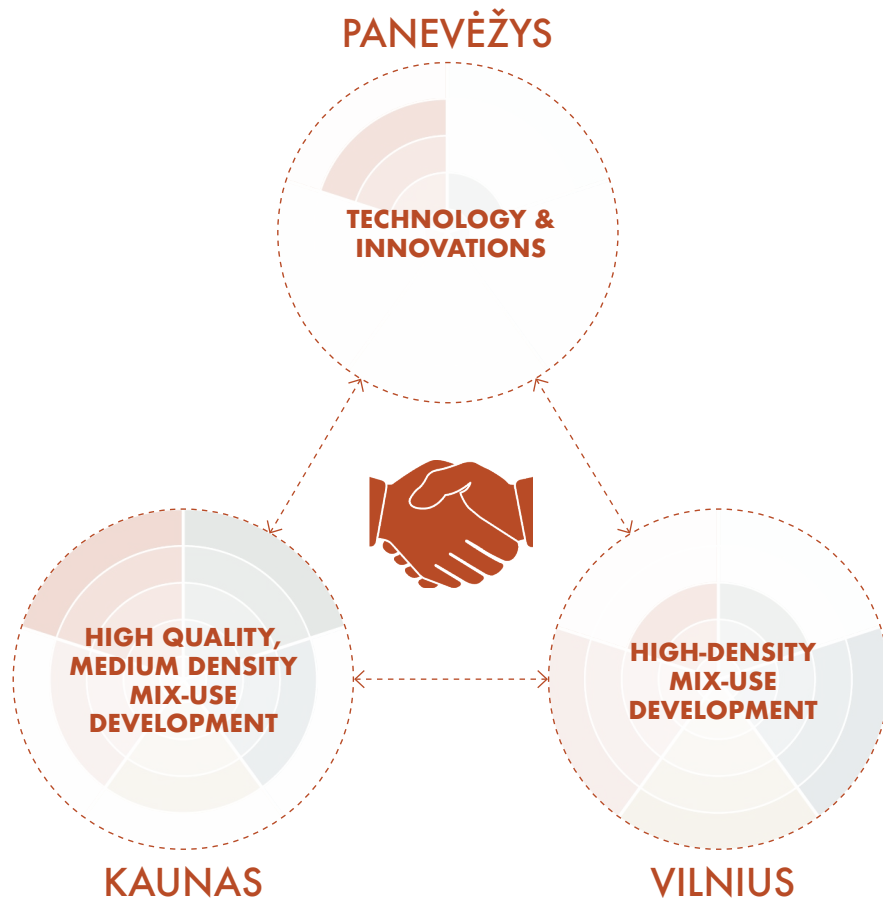 PANEVĖŽYS
TECHNOLOGY &
INNOVATIONS
HIGH QUALITY,
MEDIUM DENSITY
MIX-USE
DEVELOPMENT
HIGH-DENSITY
MIX-USE
DEVELOPMENT
KAUNAS
VILNIUS